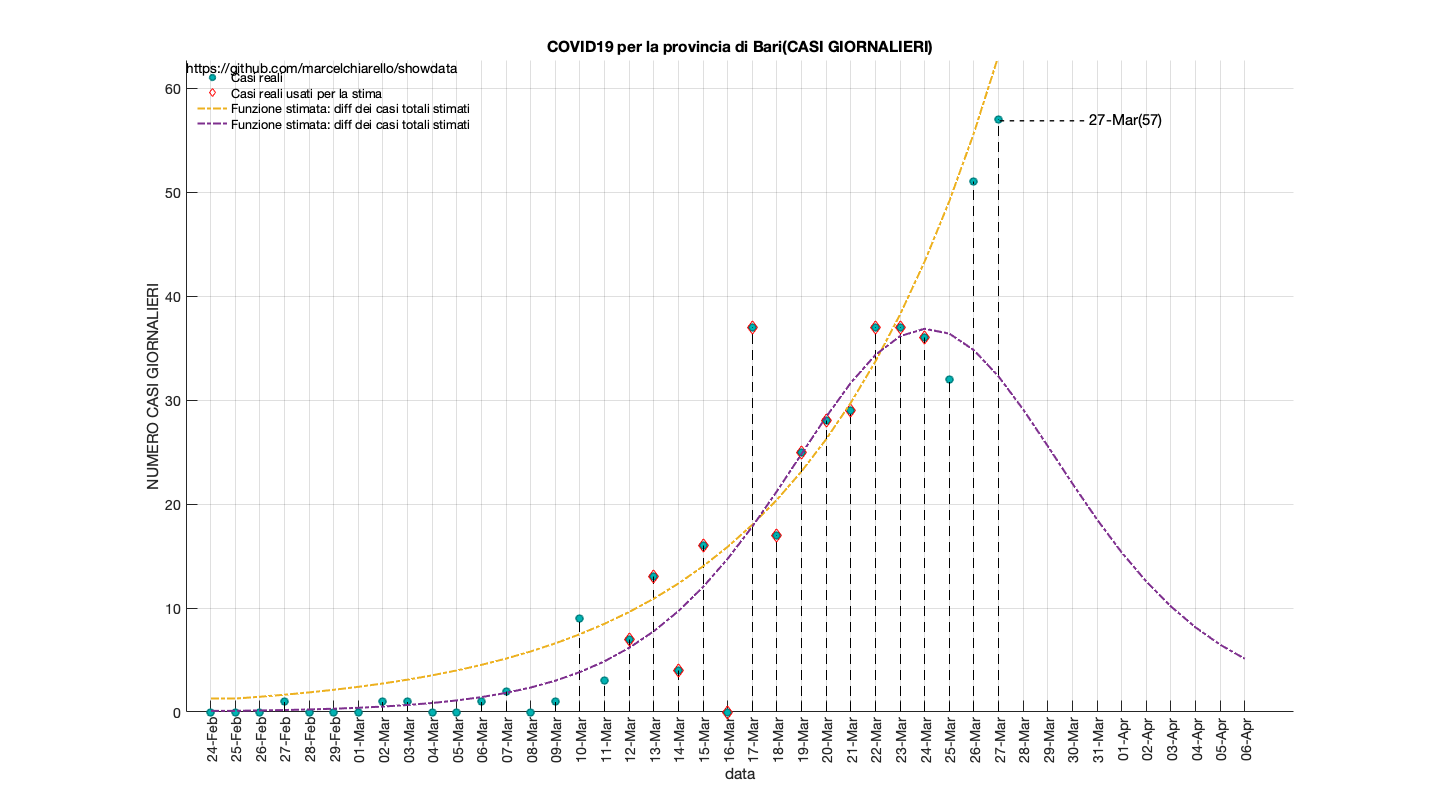 COVID19 per la provincia di Bari(CASI GIORNALIERI)
https://github.com/marcelchiarello/showdata
Casi reali
Casi reali usati per la stima
Funzione stimata: diff dei casi totali stimati
Funzione stimata: diff dei casi totali stimati
27-Mar(57)
NUMERO CASI GIORNALIERI
60
50
40
30
20
10
0
24-Feb
25-Feb
26-Feb
27-Feb
28-Feb
29-Feb
01-Mar
02-Mar
03-Mar
04-Mar
05-Mar
06-Mar
07-Mar
08-Mar
09-Mar
10-Mar
11-Mar
12-Mar
13-Mar
14-Mar
15-Mar
16-Mar
17-Mar
18-Mar
19-Mar
20-Mar
21-Mar
22-Mar
23-Mar
24-Mar
25-Mar
26-Mar
27-Mar
28-Mar
29-Mar
30-Mar
31-Mar
01-Apr
02-Apr
03-Apr
04-Apr
05-Apr
06-Apr
data